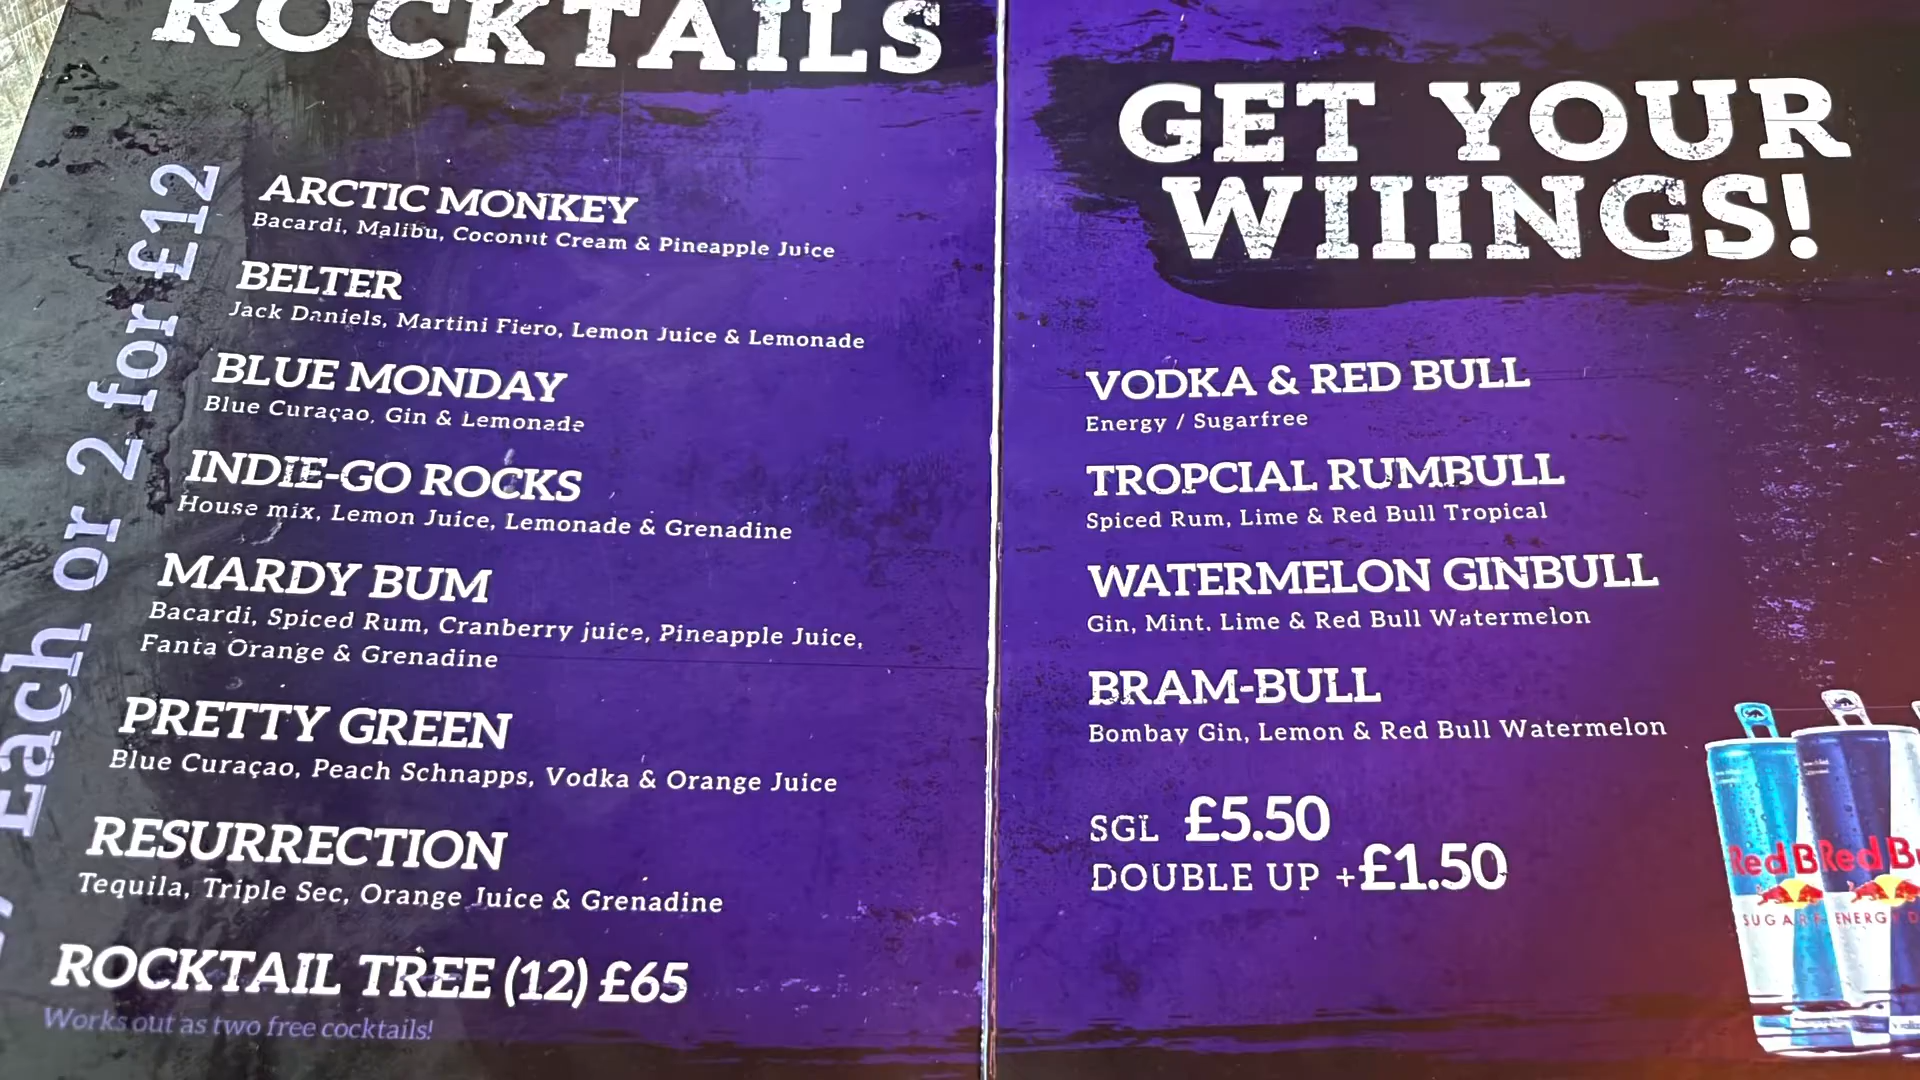 ROCKTAILS
Each or 2 for £12
ARCTIC MONKEY
Bacardi, Malibu, Coconut Cream & Pineapple Juice
BELTER
Jack Daniels, Martini Fiero, Lemon Juice & Lemonade
BLUE MONDAY
Blue Curaçao, Gin & Lemonade
INDIE-GO ROCKS
House mix, Lemon Juice, Lemonade & Grenadine
MARDY BUM
Bacardi, Spiced Rum, Cranberry juice, Pineapple Juice,
Fanta Orange & Grenadine
PRETTY GREEN
Blue Curaçao, Peach Schnapps, Vodka & Orange Juice
RESURRECTION
Tequila, Triple Sec, Orange Juice & Grenadine
ROCKTAIL TREE (12) £65
Works out as two free cocktails!
GET YOUR
WIIINGS!
VODKA & RED BULL
Energy / Sugarfree
TROPCIAL RUMBULL
Spiced Rum, Lime & Red Bull Tropical
WATERMELON GINBULL
Gin, Mint, Lime & Red Bull Watermelon
BRAM-BULL
Bombay Gin, Lemon & Red Bull Watermelon
SGL £5.50
DOUBLE UP +£1.50
Red B Red Bu